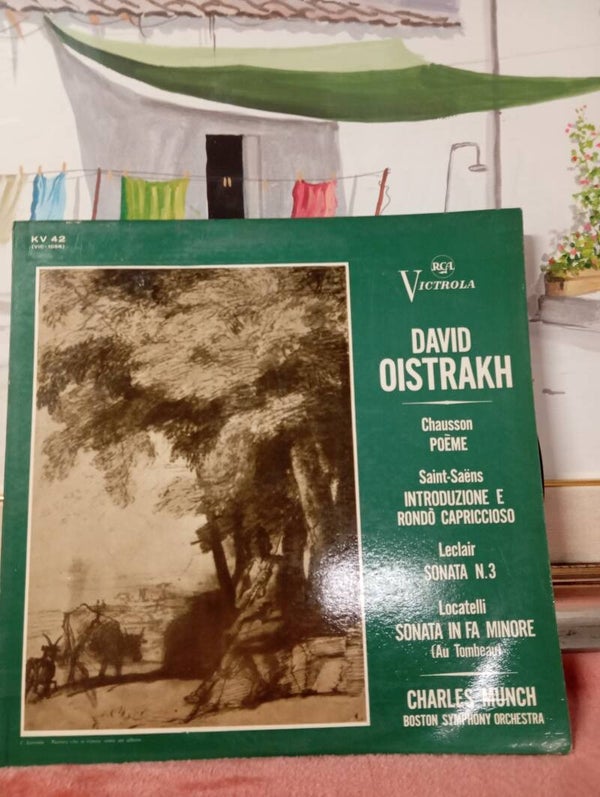 KV 42
(VIC-1058)
RCA
VICTROLA
DAVID
OISTRAKH
Chausson
POÈME
Saint-Saëns
INTRODUZIONE E
RONDÒ CAPRICCIOSO
Leclair
SONATA N.3
Locatelli
SONATA IN FA MINORE
(Au Tombeau)
CHARLES MUNCH
BOSTON SYMPHONY ORCHESTRA